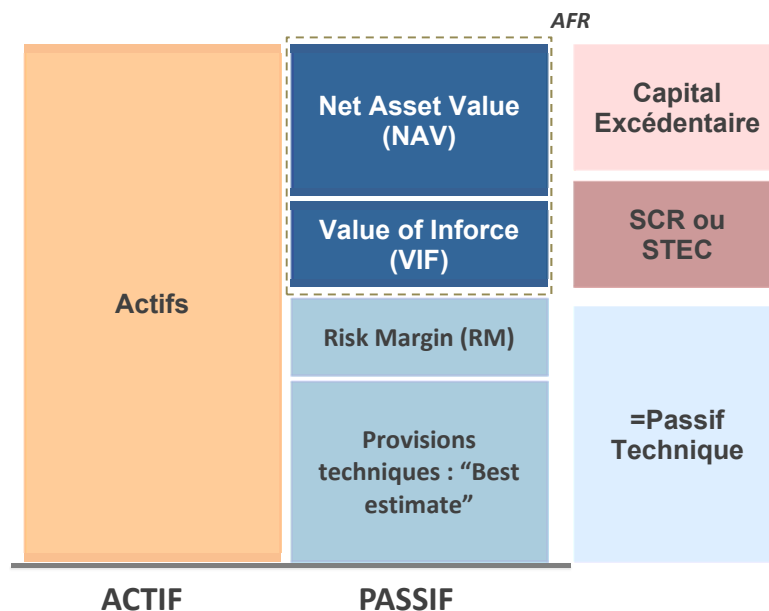 AFR
Net Asset Value
(NAV)
Capital
Excédentaire
Value of Inforce
(VIF)
SCR ou
STEC
Actifs
Risk Margin (RM)
Provisions
techniques : “Best
estimate”
=Passif
Technique
ACTIF
PASSIF